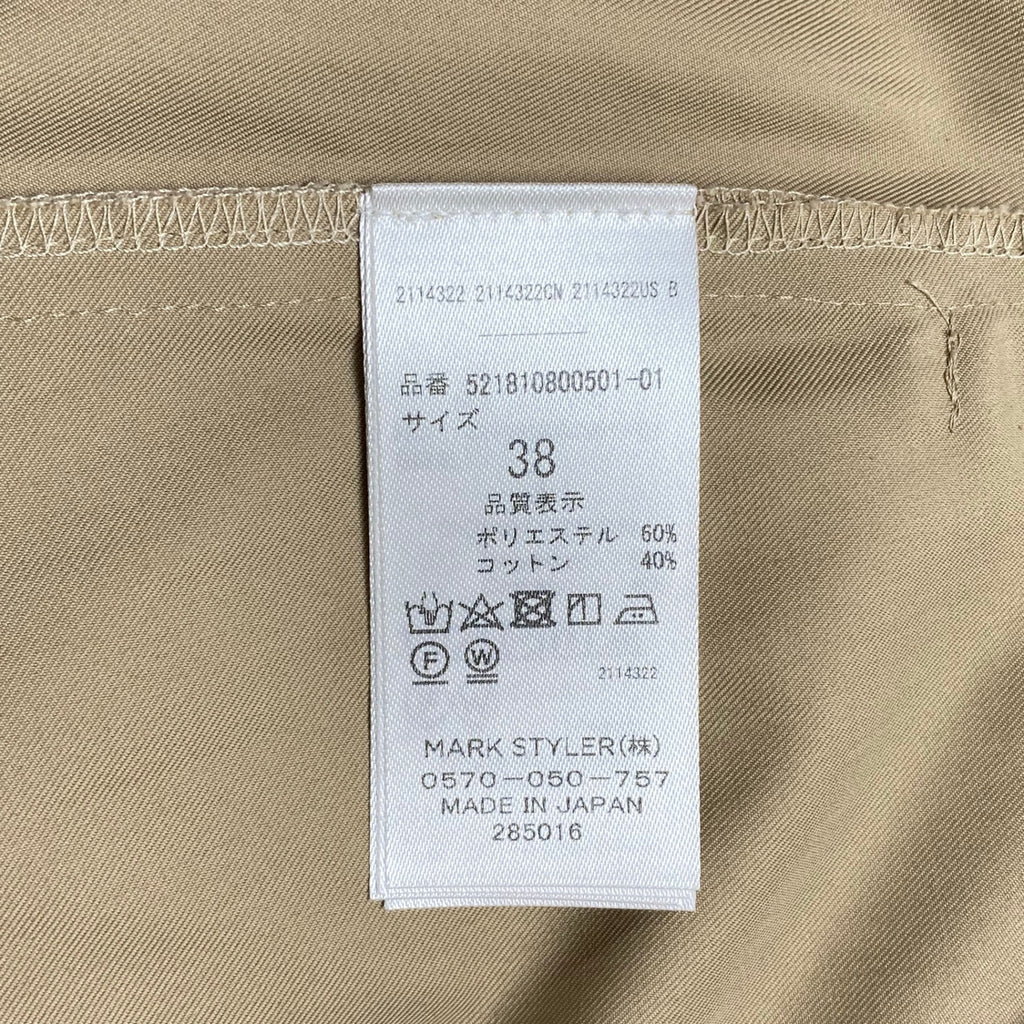 2114322 2114322CN 2114322US B
品番 521810800501-01
サイズ
38
品質表示
ポリエステル 60%
コットン 40%
F W
2114322
MARK STYLER(株)
0570-050-757
MADE IN JAPAN
285016